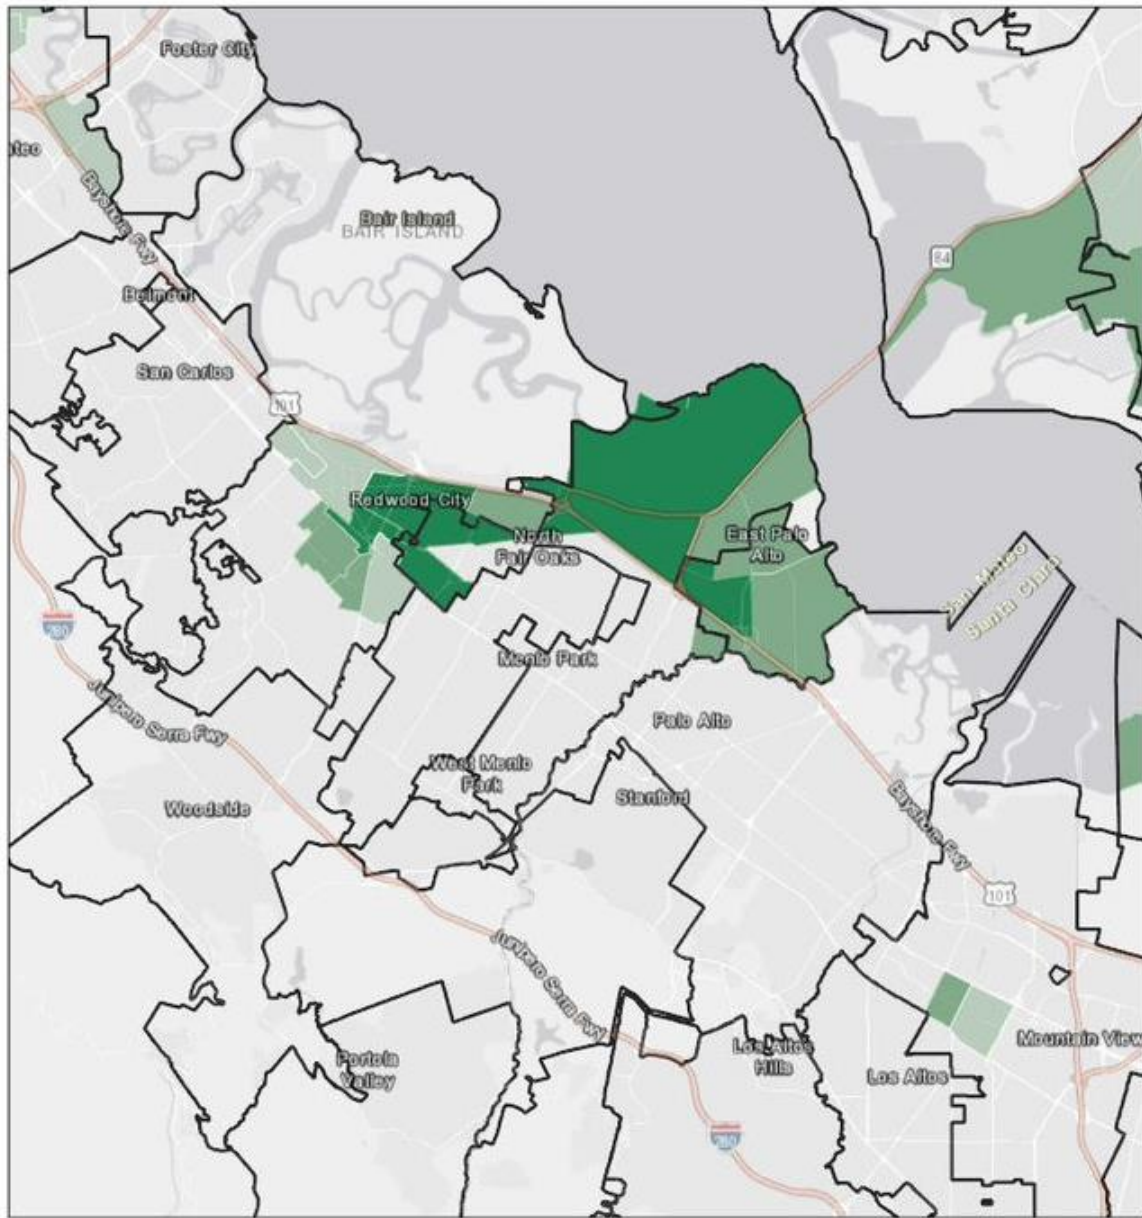 Foster City
ateo
Bayshore Fwy
Bair Island
BAIR ISLAND
84
Belmont
San Carlos
101
Redwood City
North
Fair Oaks
East Palo
Alto
San Mateo
Santa Clara
280
Menlo Park
Junipero Serra Fwy
Palo Alto
West Menlo
Park
Stanford
Woodside
Bayshore Fwy
101
Junipero Serra Fwy
Mountain View
Los Altos
Hills
Los Altos
Portola
Valley
280